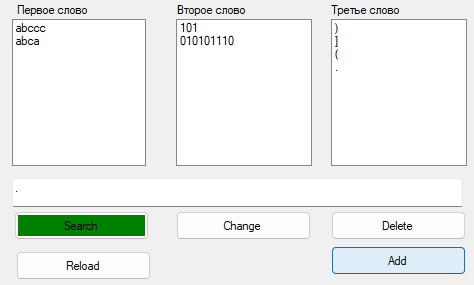 Первое слово
Второе слово
Третье слово
abccc
abca
101
010101110
)
]
(
.
.
Search
Change
Delete
Reload
Add